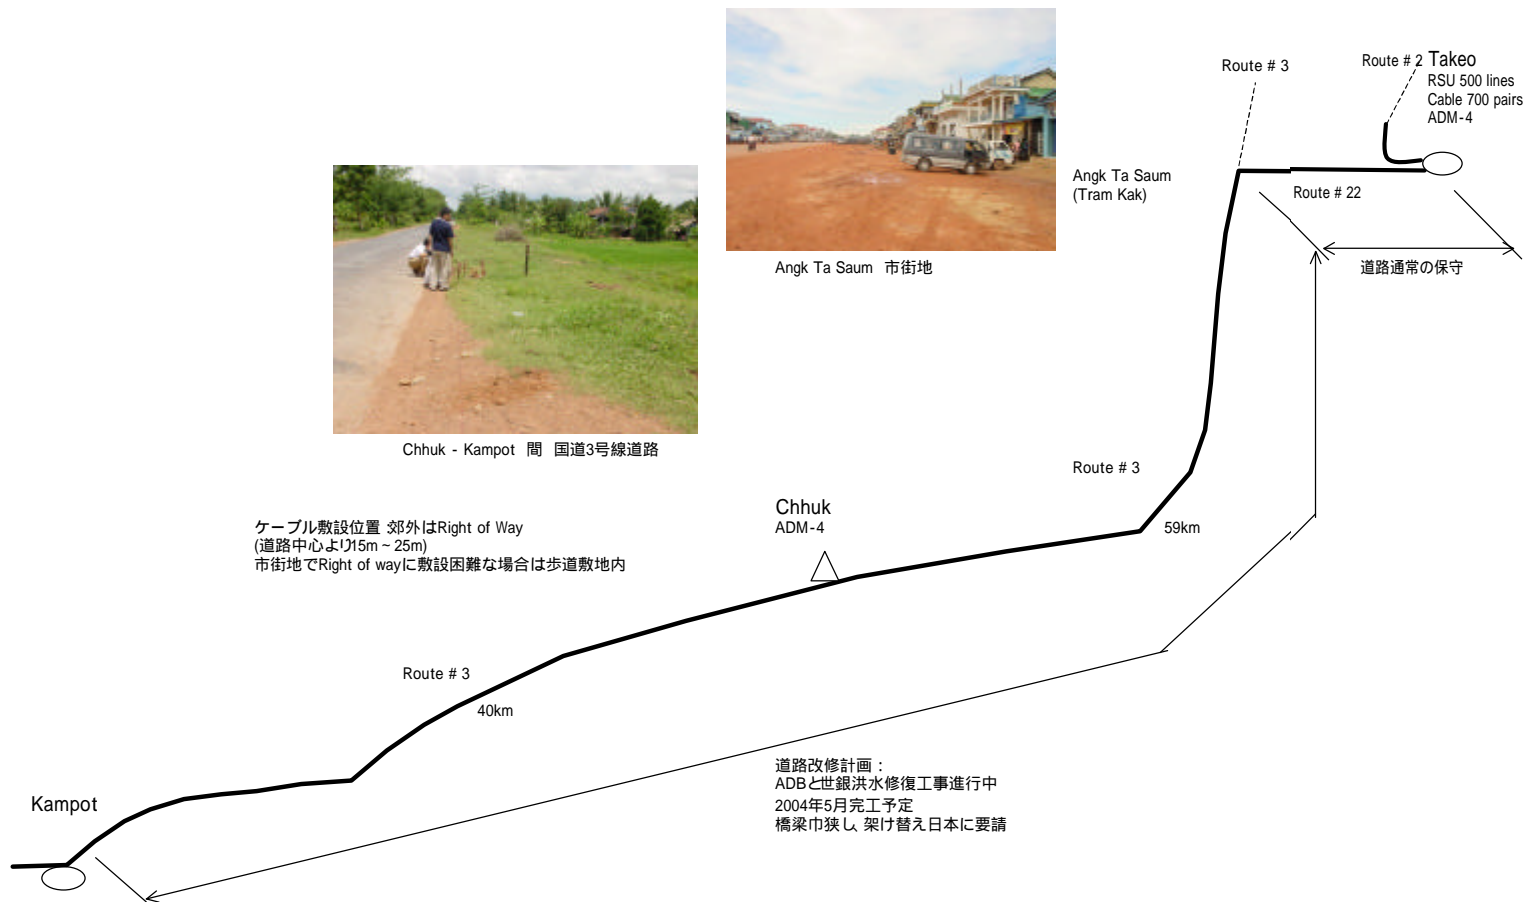 Route # 3
Route # 2 Takeo
RSU 500 lines
Cable 700 pairs
ADM-4
Angk Ta Saum
(Tram Kak)
Route # 22
Angk Ta Saum 市街地
道路通常の保守
Chhuk - Kampot 間 国道3号線道路
Route # 3
Chhuk
ADM-4
59km
ケーブル敷設位置:郊外はRight of Way
(道路中心より15m ~ 25m)
市街地でRight of wayに敷設困難な場合は歩道敷地内
Route # 3
40km
道路改修計画:
ADBと世銀洪水修復工事進行中
2004年5月完工予定
橋梁巾狭し、架け替え日本に要請
Kampot